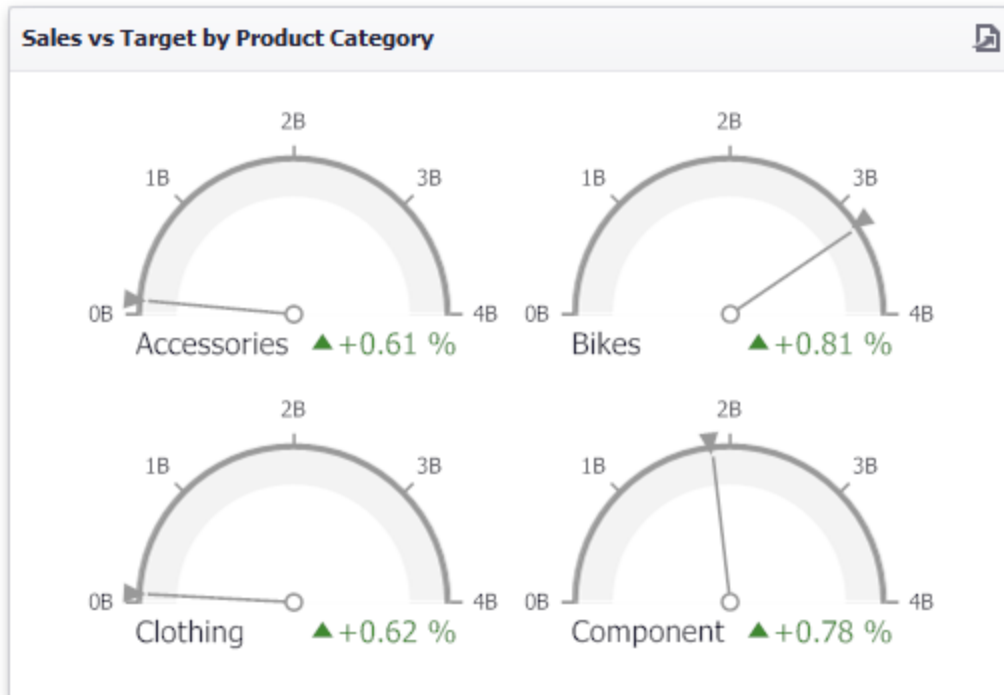 Sales vs Target by Product Category
2B
2B
1B
3B
1B
3B
0B
4B
0B
4B
Accessories ▲+0.61 %
Bikes ▲+0.81 %
2B
2B
1B
3B
1B
3B
0B
4B
0B
4B
Clothing ▲+0.62 %
Component ▲+0.78 %